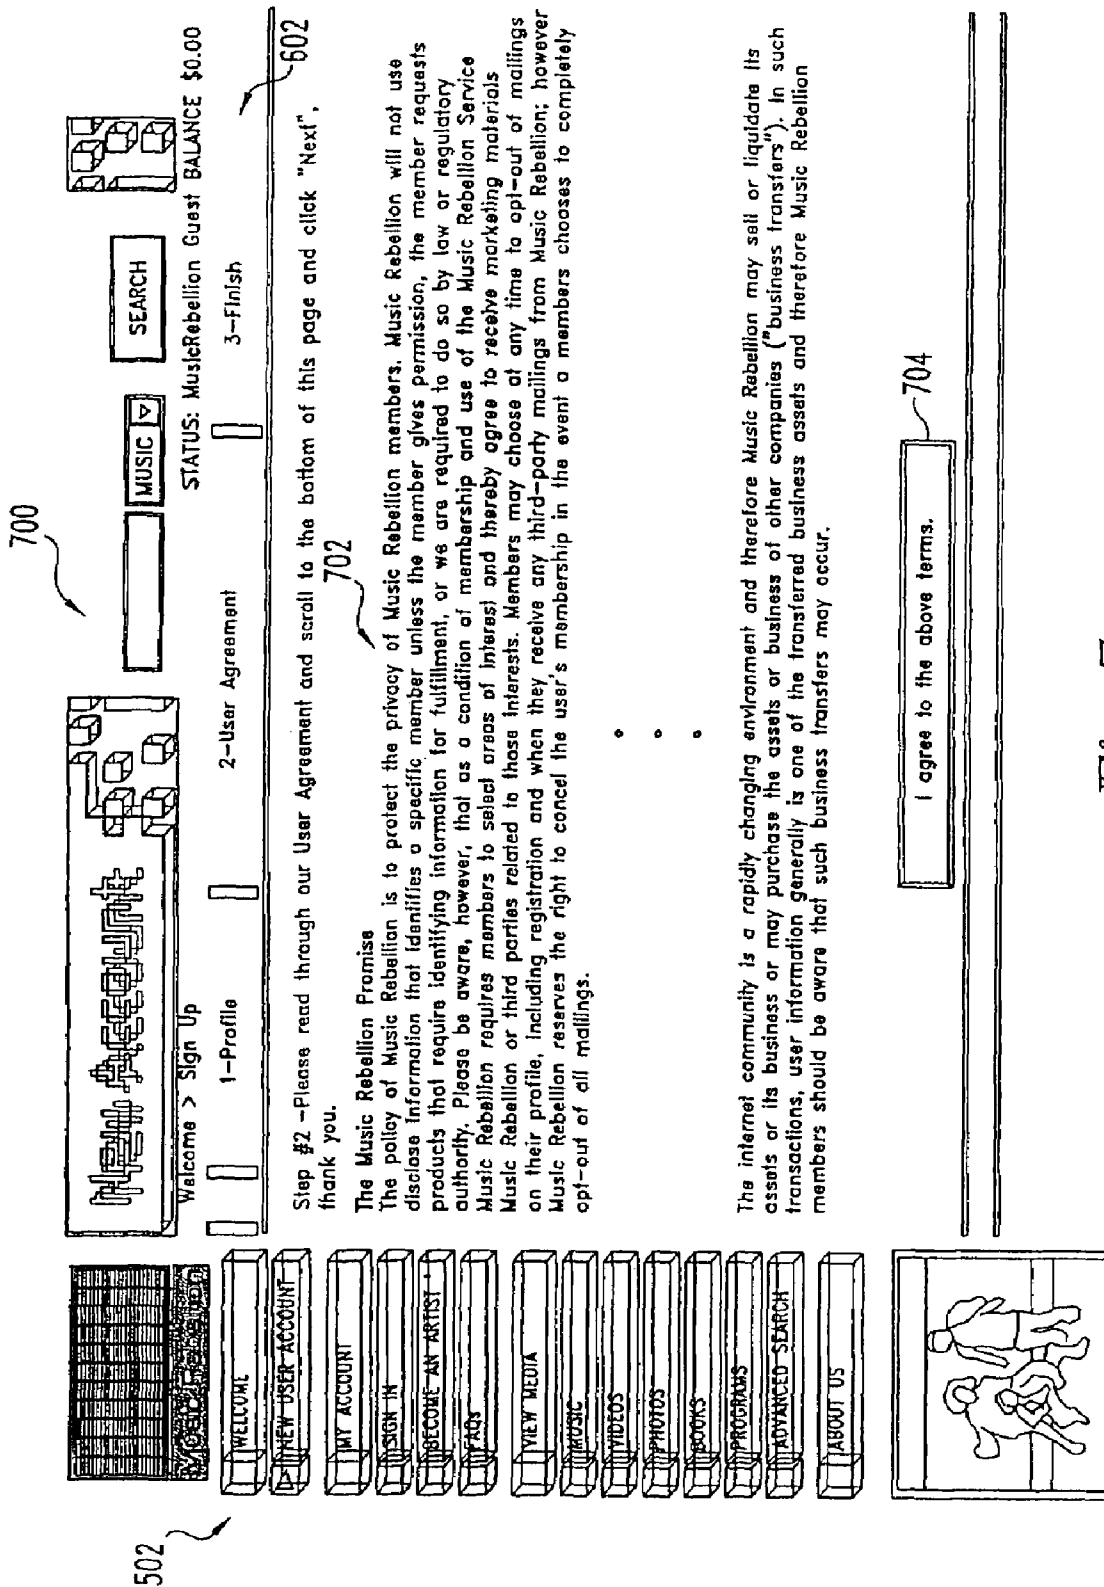 700
New Account
MUSIC
SEARCH
Welcome > Sign Up
STATUS: MusicRebellion Guest BALANCE $0.00
1-Profile
2-User Agreement
3-Finish
602
502
WELCOME
NEW USER ACCOUNT
MY ACCOUNT
SIGN IN
BECOME AN ARTIST
FAQs
VIEW MEDIA
MUSIC
VIDEOS
PHOTOS
BOOKS
PROGRAMS
ADVANCED SEARCH
ABOUT US
Step #2 -Please read through our User Agreement and scroll to the bottom of this page and click "Next",
thank you.
702
The Music Rebellion Promise
The policy of Music Rebellion is to protect the privacy of Music Rebellion members. Music Rebellion will not use
disclose information that identifies a specific member unless the member gives permission, the member requests
products that require identifying information for fulfillment, or we are required to do so by law or regulatory
authority. Please be aware, however, that as a condition of membership and use of the Music Rebellion Service
Music Rebellion requires members to select areas of interest and thereby agree to receive marketing materials
Music Rebellion or third parties related to those interests. Members may choose at any time to opt-out of mailings
on their profile, including registration and when they receive any third-party mailings from Music Rebellion; however
Music Rebellion reserves the right to cancel the user's membership in the event a members chooses to completely
opt-out of all mailings.
The internet community is a rapidly changing environment and therefore Music Rebellion may sell or liquidate its
assets or its business or may purchase the assets or business of other companies ("business transfers"). In such
transactions, user information generally is one of the transferred business assets and therefore Music Rebellion
members should be aware that such business transfers may occur.
I agree to the above terms.
704